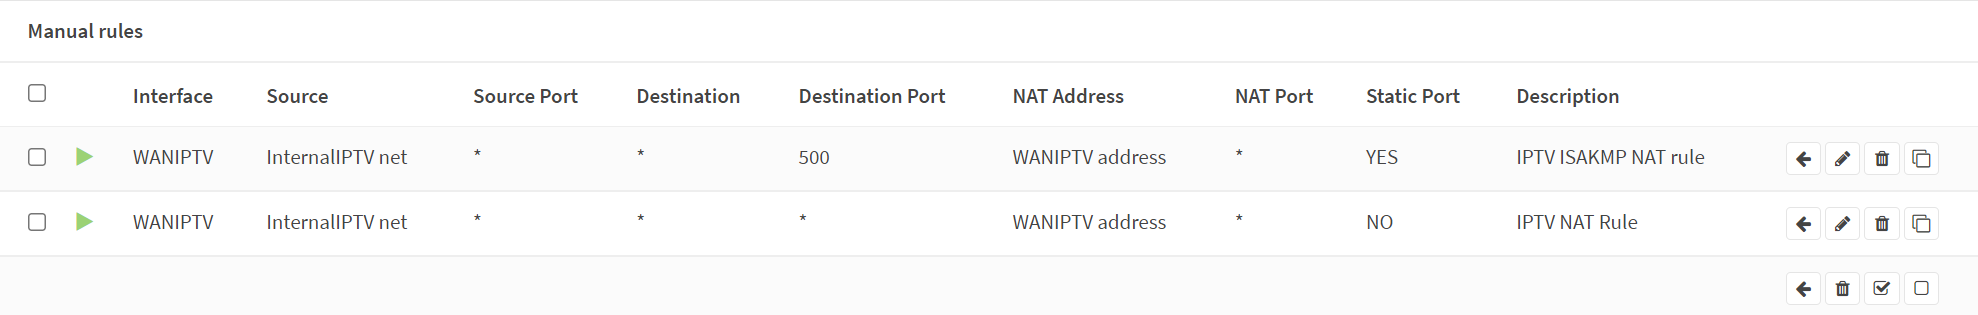 Manual rules
Interface Source Source Port Destination Destination Port NAT Address NAT Port Static Port Description
WANIPTV InternalIPTV net * * 500 WANIPTV address * YES IPTV ISAKMP NAT rule
WANIPTV InternalIPTV net * * * WANIPTV address * NO IPTV NAT Rule